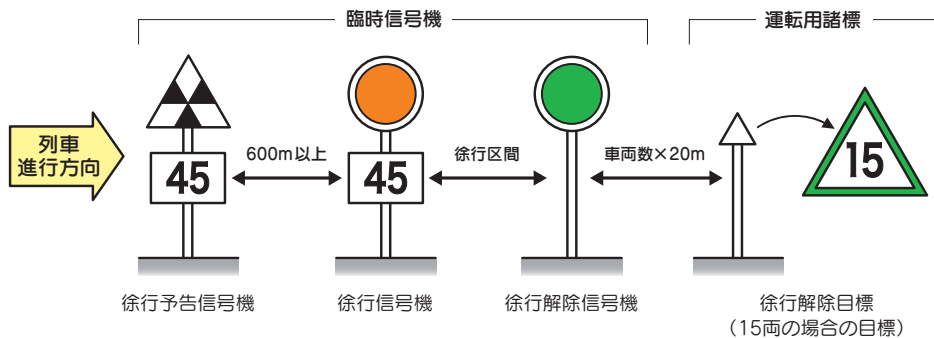 臨時信号機
運転用諸標
列車
進行方向
45
600m以上
45
徐行区間
車両数×20m
15
徐行予告信号機
徐行信号機
徐行解除信号機
徐行解除目標
（15両の場合の目標）